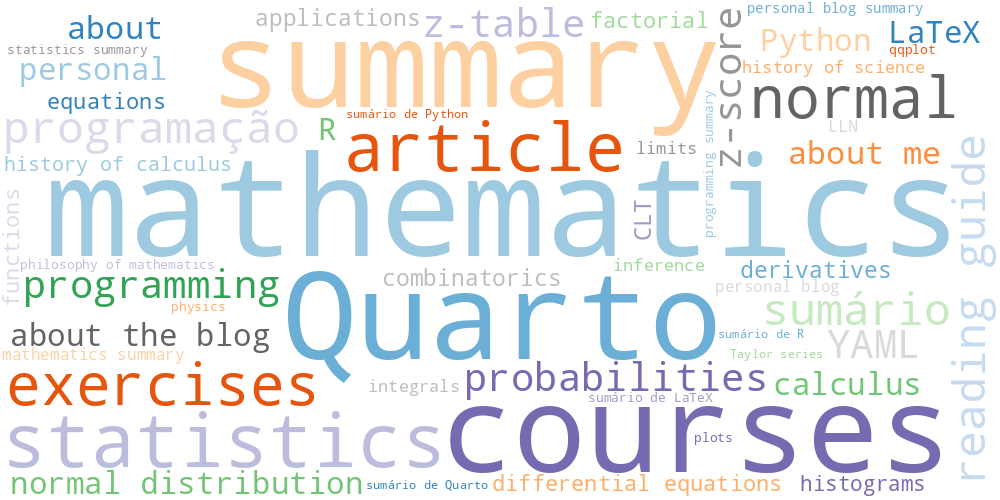 personal blog summary
applications
z-table
factorial
about
LaTeX
statistics summary
summary
Python
qqplot
personal
history of science
z-score
equations
normal
programação
sumário de Python
R
article
limits
programming summary
LLN
about me
history of calculus
mathematics
CLT
reading guide
functions
philosophy of mathematics
inference
derivatives
programming
combinatorics
personal blog
physics
Quarto
sumário
about the blog
sumário de R
YAML
mathematics summary
Taylor series
exercises
integrals
probabilities
calculus
sumário de LaTeX
statistics
courses
plots
normal distribution
sumário de Quarto
differential equations
histograms